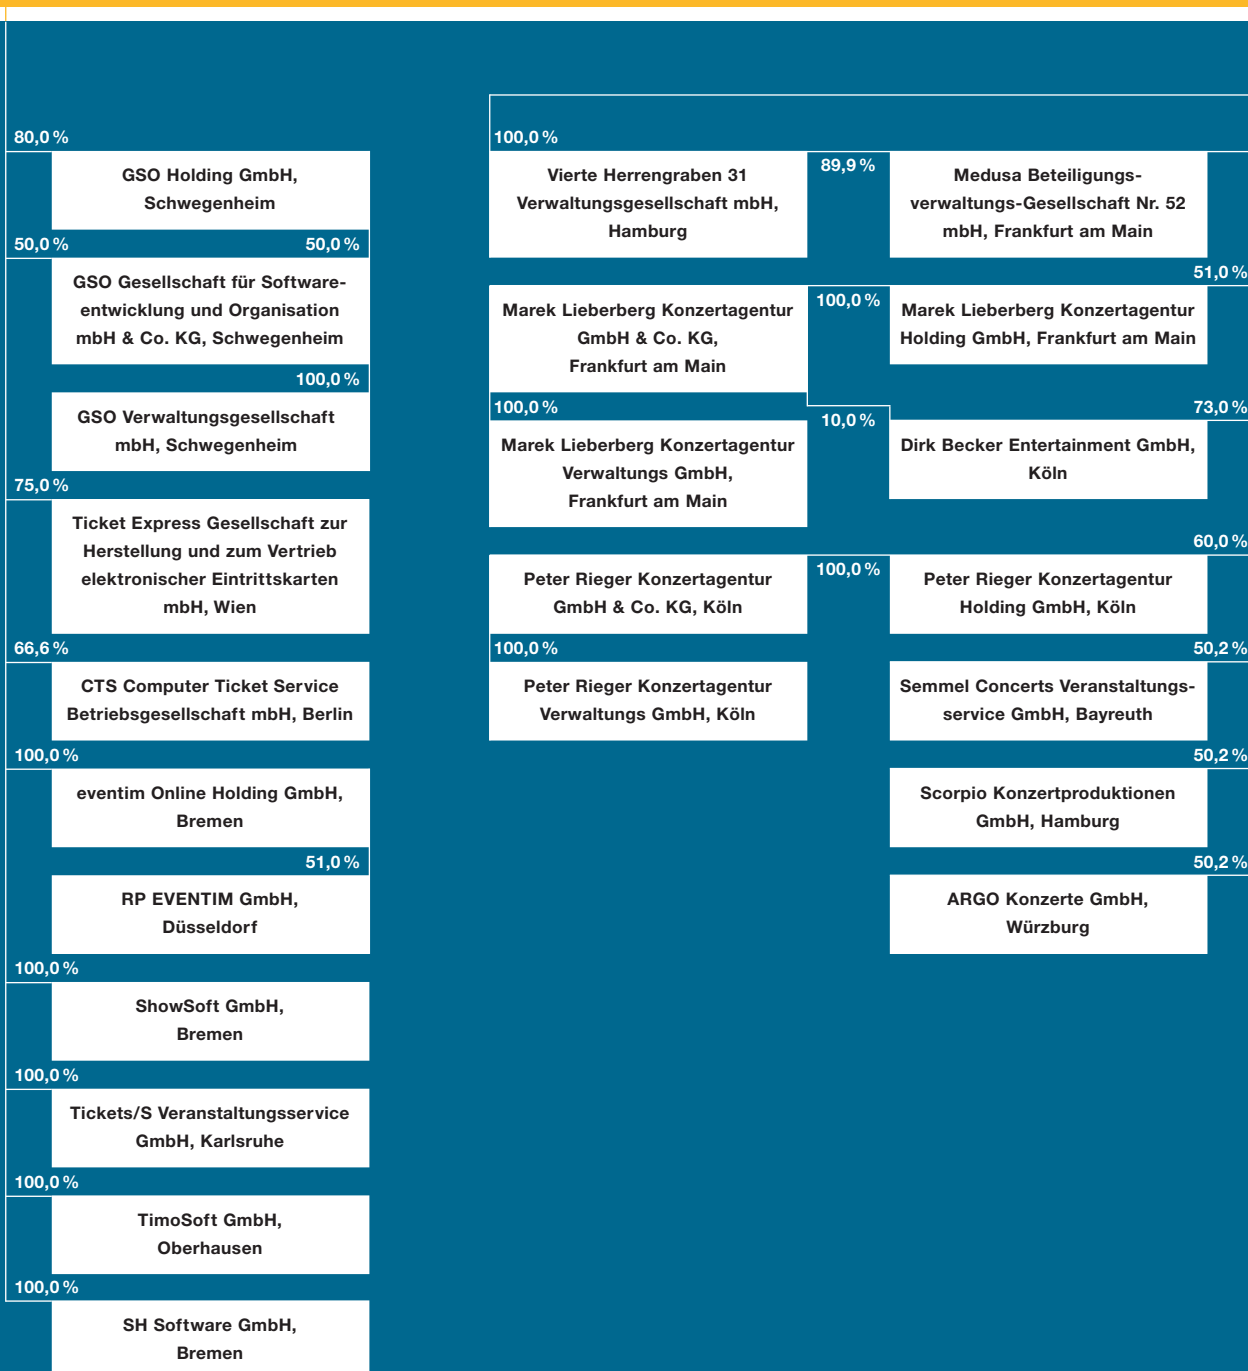 80,0 %
GSO Holding GmbH,
Schwegenheim
50,0 %
50,0 %
GSO Gesellschaft für Software-
entwicklung und Organisation
mbH & Co. KG, Schwegenheim
100,0 %
GSO Verwaltungsgesellschaft
mbH, Schwegenheim
75,0 %
Ticket Express Gesellschaft zur
Herstellung und zum Vertrieb
elektronischer Eintrittskarten
mbH, Wien
66,6 %
CTS Computer Ticket Service
Betriebsgesellschaft mbH, Berlin
100,0 %
eventim Online Holding GmbH,
Bremen
51,0 %
RP EVENTIM GmbH,
Düsseldorf
100,0 %
ShowSoft GmbH,
Bremen
100,0 %
Tickets/S Veranstaltungsservice
GmbH, Karlsruhe
100,0 %
TimoSoft GmbH,
Oberhausen
100,0 %
SH Software GmbH,
Bremen
100,0 %
Vierte Herrengraben 31
Verwaltungsgesellschaft mbH,
Hamburg
89,9 %
Marek Lieberberg Konzertagentur
GmbH & Co. KG,
Frankfurt am Main
100,0 %
100,0 %
Marek Lieberberg Konzertagentur
Verwaltungs GmbH,
Frankfurt am Main
10,0 %
Peter Rieger Konzertagentur
GmbH & Co. KG, Köln
100,0 %
100,0 %
Peter Rieger Konzertagentur
Verwaltungs GmbH, Köln
Medusa Beteiligungs-
verwaltungs-Gesellschaft Nr. 52
mbH, Frankfurt am Main
51,0 %
Marek Lieberberg Konzertagentur
Holding GmbH, Frankfurt am Main
73,0 %
Dirk Becker Entertainment GmbH,
Köln
60,0 %
Peter Rieger Konzertagentur
Holding GmbH, Köln
50,2 %
Semmel Concerts Veranstaltungs-
service GmbH, Bayreuth
50,2 %
Scorpio Konzertproduktionen
GmbH, Hamburg
50,2 %
ARGO Konzerte GmbH,
Würzburg